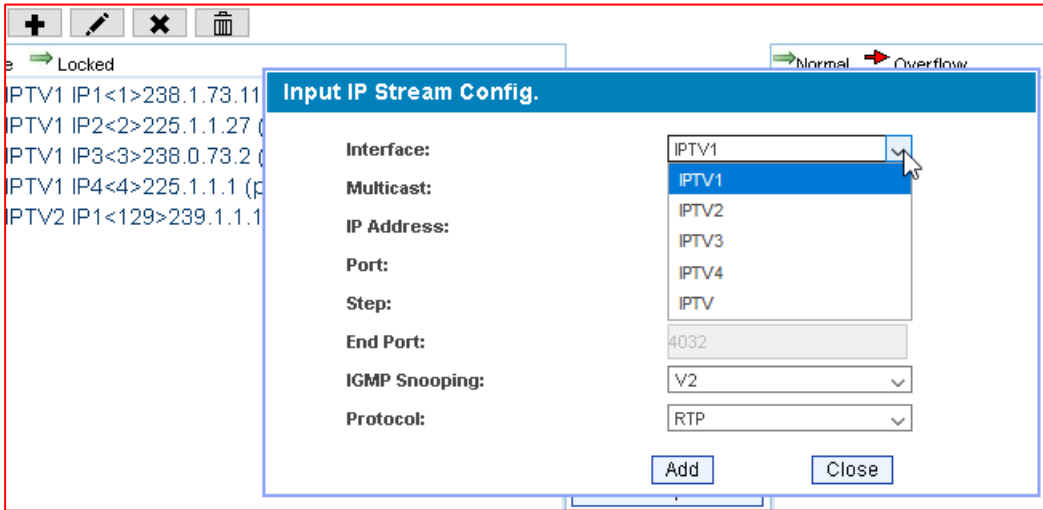 e Locked
Normal Overflow
IPTV1 IP1<1>238.1.73.11
IPTV1 IP2<2>225.1.1.27 (
IPTV1 IP3<3>238.0.73.2 (
IPTV1 IP4<4>225.1.1.1 (p
IPTV2 IP1<129>239.1.1.1
Input IP Stream Config.
Interface: IPTV1
Multicast: IPTV1
IPTV2
IP Address:
IPTV3
Port: IPTV4
Step: IPTV
End Port: 4032
IGMP Snooping: V2
Protocol: RTP
Add Close